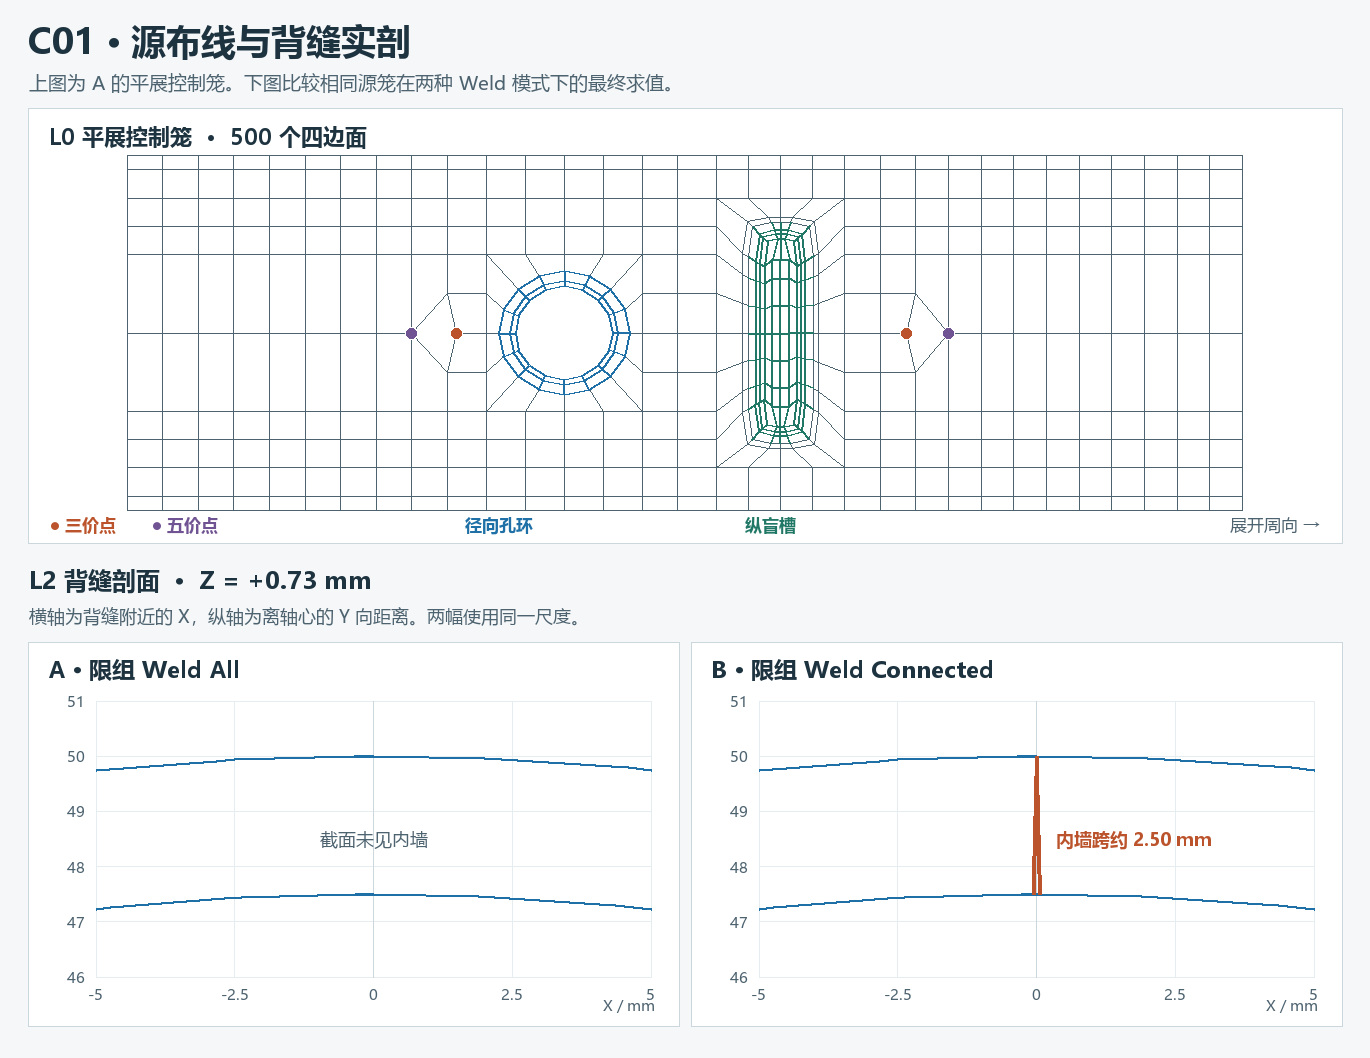 C01 • 源布线与背缝实剖
上图为 A 的平展控制笼。下图比较相同源笼在两种 Weld 模式下的最终求值。
L0 平展控制笼 • 500 个四边面
三价点
五价点
径向孔环
纵盲槽
展开周向 →
L2 背缝剖面 • Z = +0.73 mm
横轴为背缝附近的 X，纵轴为离轴心的 Y 向距离。两幅使用同一尺度。
A • 限组 Weld All
51
50
49
48
47
46
截面未见内墙
-5
-2.5
0
2.5
5
X / mm
B • 限组 Weld Connected
51
50
49
48
47
46
内墙跨约 2.50 mm
-5
-2.5
0
2.5
5
X / mm